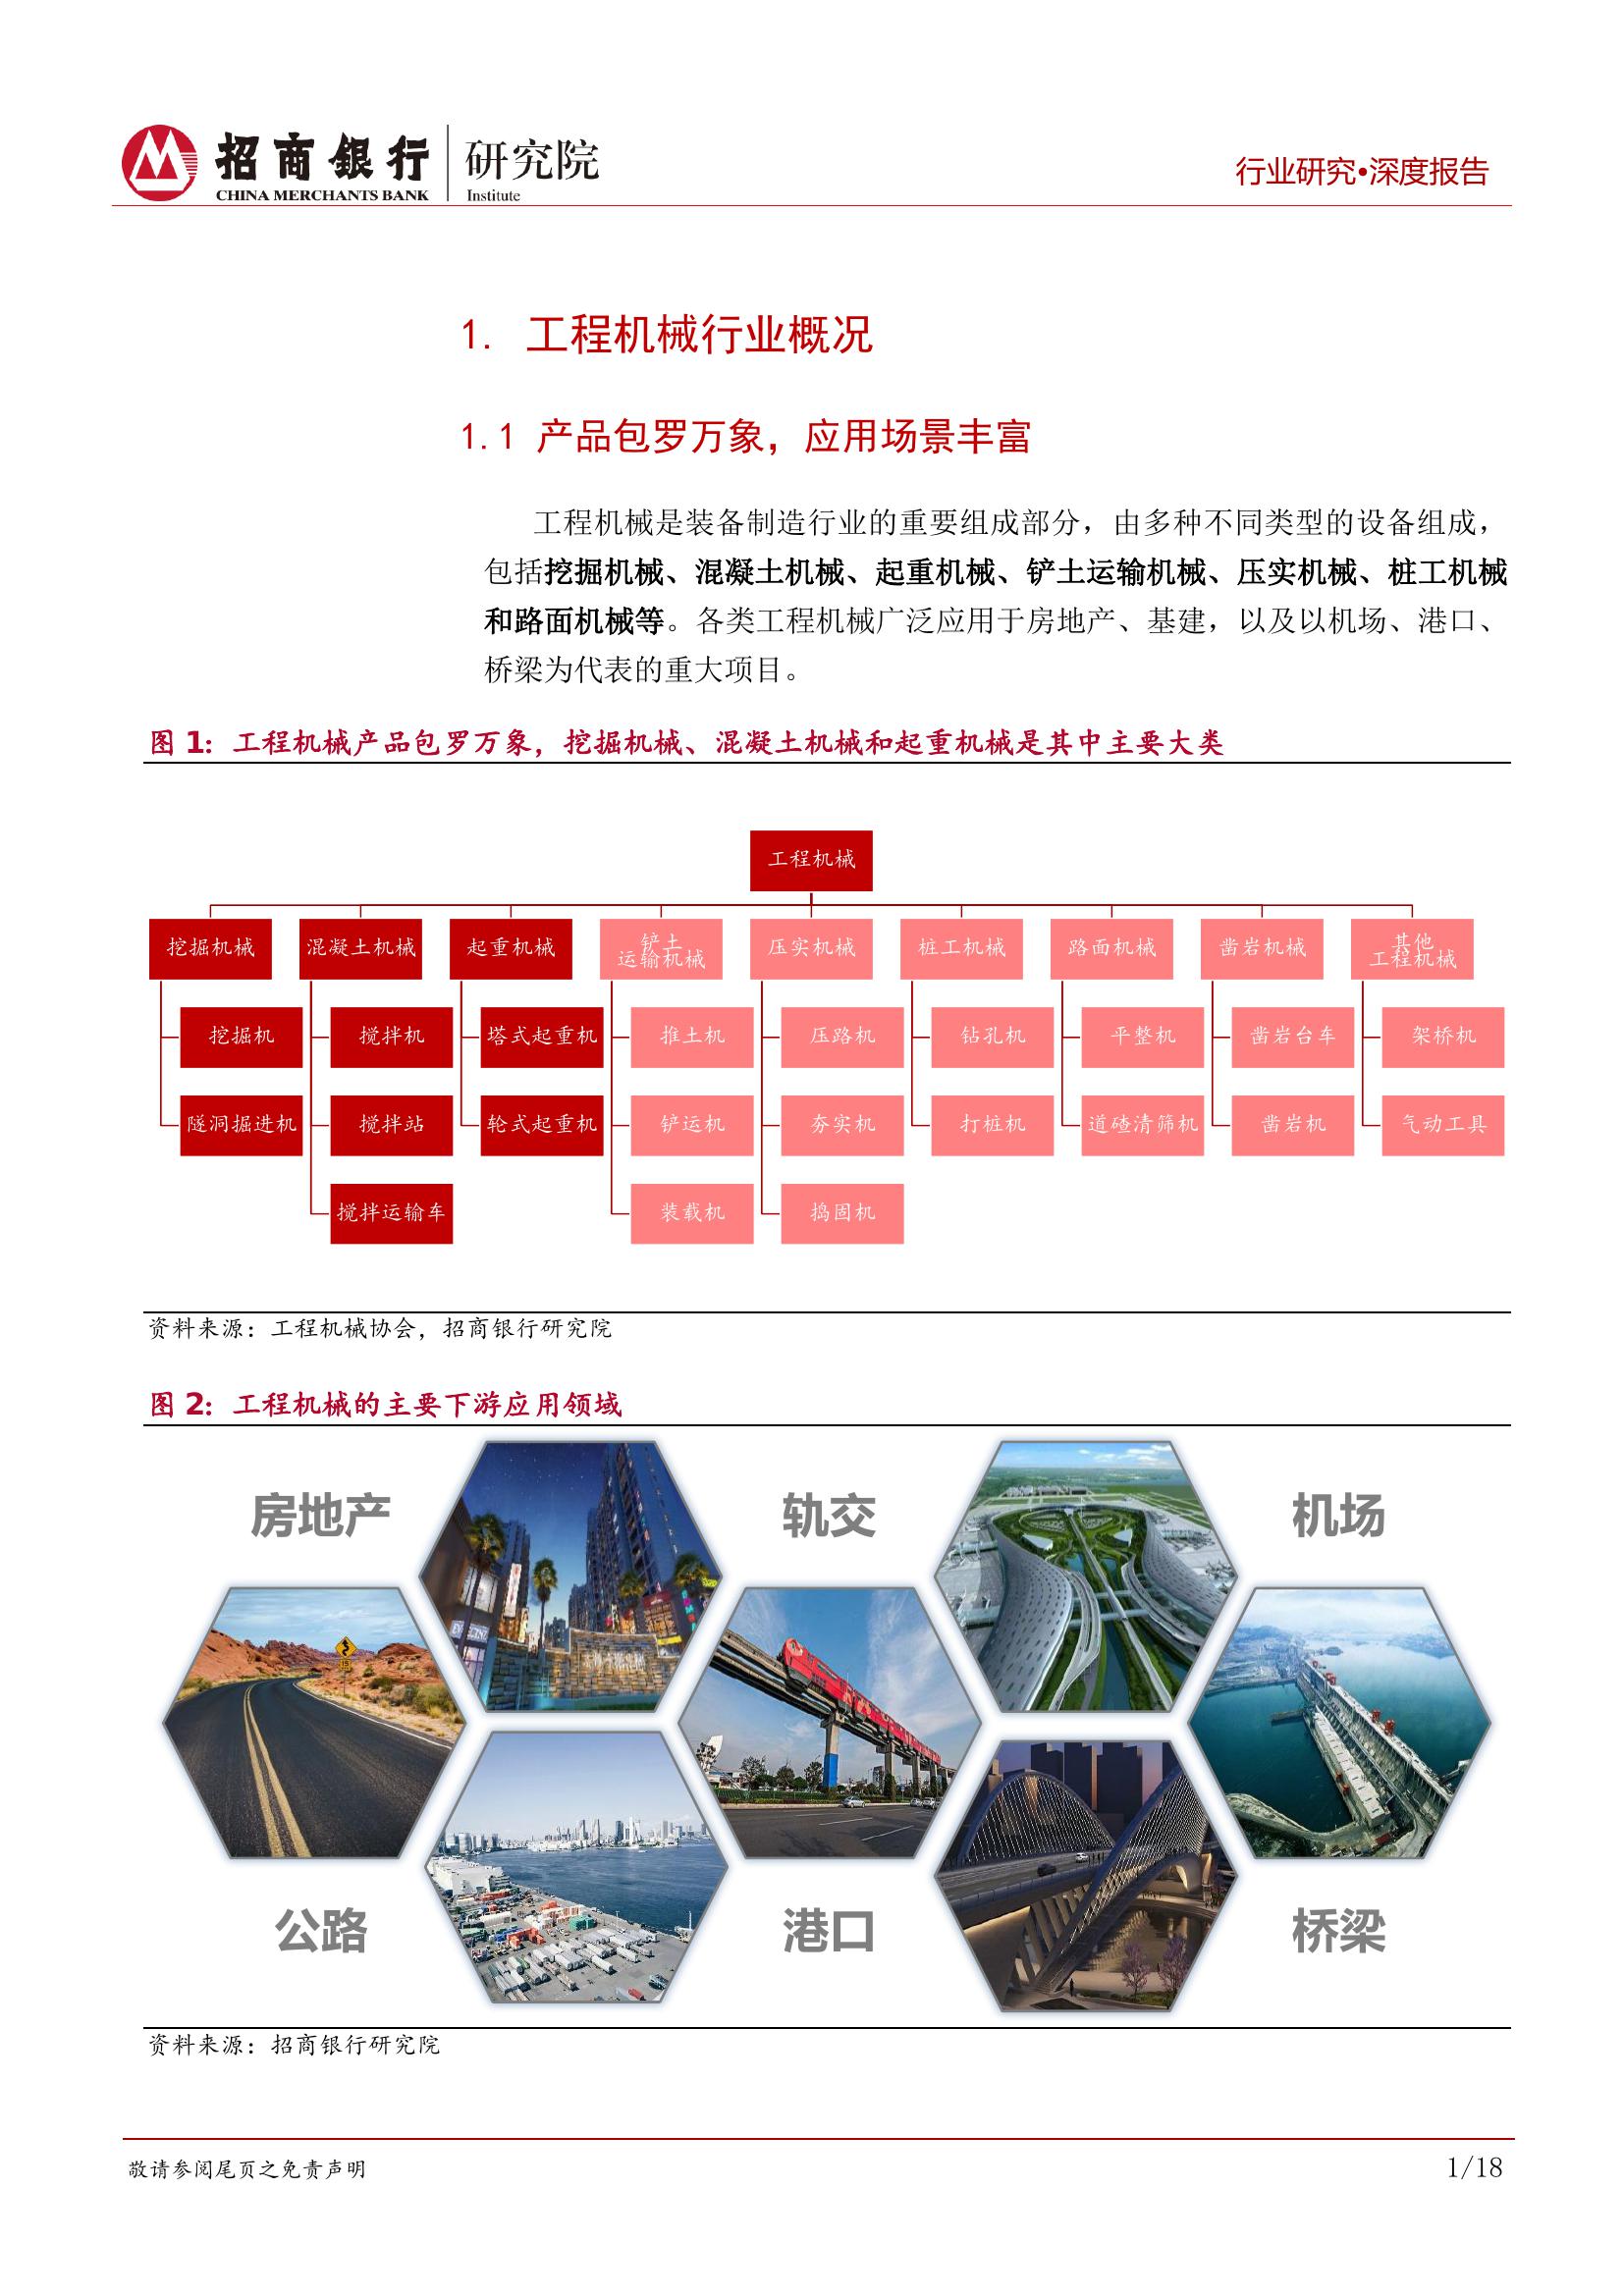 招商银行
CHINA MERCHANTS BANK
研究院
Institute
行业研究•深度报告
1. 工程机械行业概况
1.1 产品包罗万象，应用场景丰富
工程机械是装备制造行业的重要组成部分，由多种不同类型的设备组成，
包括挖掘机械、混凝土机械、起重机械、铲土运输机械、压实机械、桩工机械
和路面机械等。各类工程机械广泛应用于房地产、基建，以及以机场、港口、
桥梁为代表的重大项目。
图 1：工程机械产品包罗万象，挖掘机械、混凝土机械和起重机械是其中主要大类
工程机械
挖掘机械
混凝土机械
起重机械
铲土
运输机械
压实机械
桩工机械
路面机械
凿岩机械
其他
工程机械
挖掘机
搅拌机
塔式起重机
推土机
压路机
钻孔机
平整机
凿岩台车
架桥机
隧洞掘进机
搅拌站
轮式起重机
铲运机
夯实机
打桩机
道碴清筛机
凿岩机
气动工具
搅拌运输车
装载机
捣固机
资料来源：工程机械协会，招商银行研究院
图 2：工程机械的主要下游应用领域
房地产
轨交
机场
公路
港口
桥梁
资料来源：招商银行研究院
敬请参阅尾页之免责声明
1/18